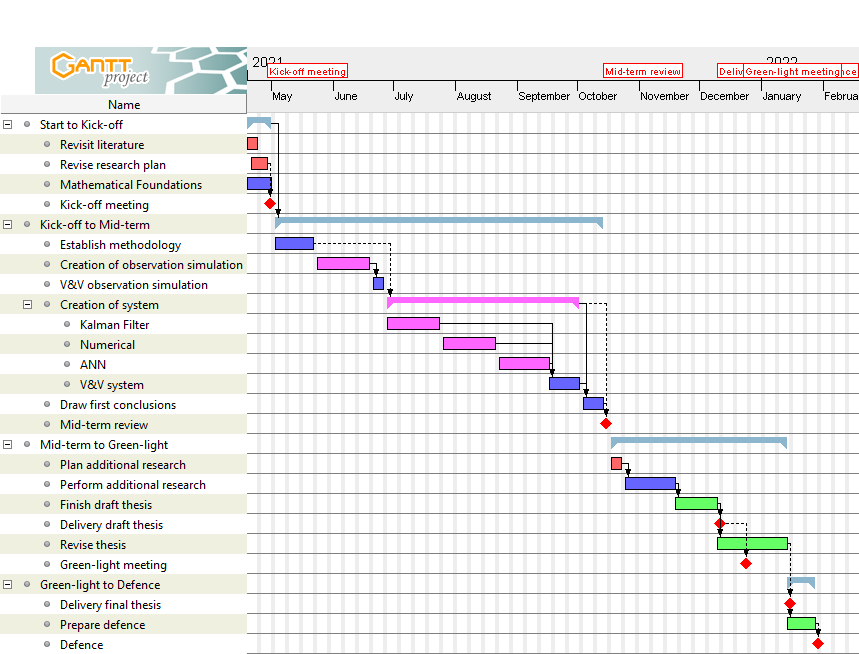 2021
2022
GANTT
project
Kick-off meeting
Mid-term review
Deliv
Green-light meeting
nce
Name
May
June
July
August
September
October
November
December
January
Februa
Start to Kick-off
Revisit literature
Revise research plan
Mathematical Foundations
Kick-off meeting
Kick-off to Mid-term
Establish methodology
Creation of observation simulation
V&V observation simulation
Creation of system
Kalman Filter
Numerical
ANN
V&V system
Draw first conclusions
Mid-term review
Mid-term to Green-light
Plan additional research
Perform additional research
Finish draft thesis
Delivery draft thesis
Revise thesis
Green-light meeting
Green-light to Defence
Delivery final thesis
Prepare defence
Defence